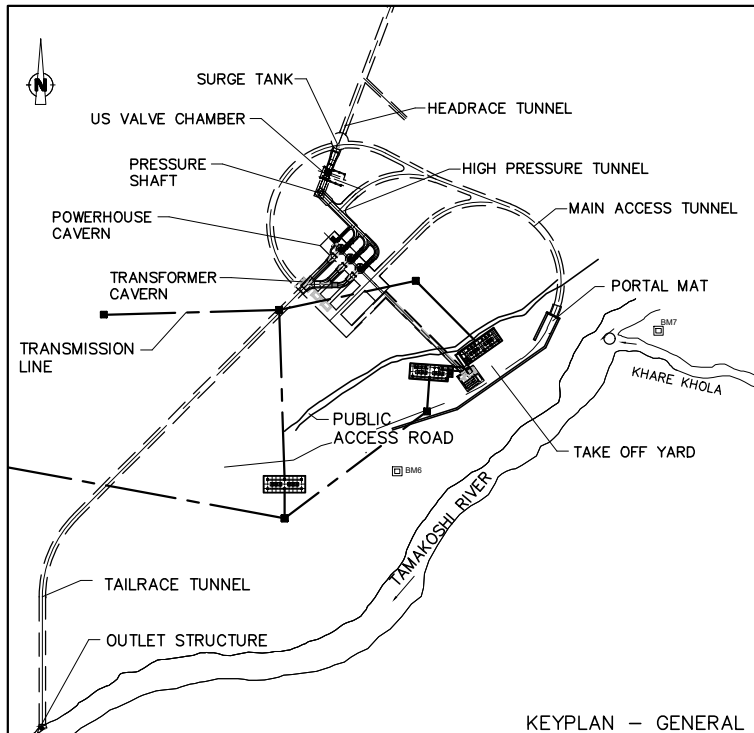 N
SURGE TANK
HEADRACE TUNNEL
US VALVE CHAMBER
PRESSURE
SHAFT
HIGH PRESSURE TUNNEL
MAIN ACCESS TUNNEL
POWERHOUSE
CAVERN
TRANSFORMER
CAVERN
PORTAL MAT
BM7
TRANSMISSION
LINE
KHARE KHOLA
PUBLIC
ACCESS ROAD
TAKE OFF YARD
BM6
TAMAKOSHI RIVER
TAILRACE TUNNEL
OUTLET STRUCTURE
KEYPLAN – GENERAL